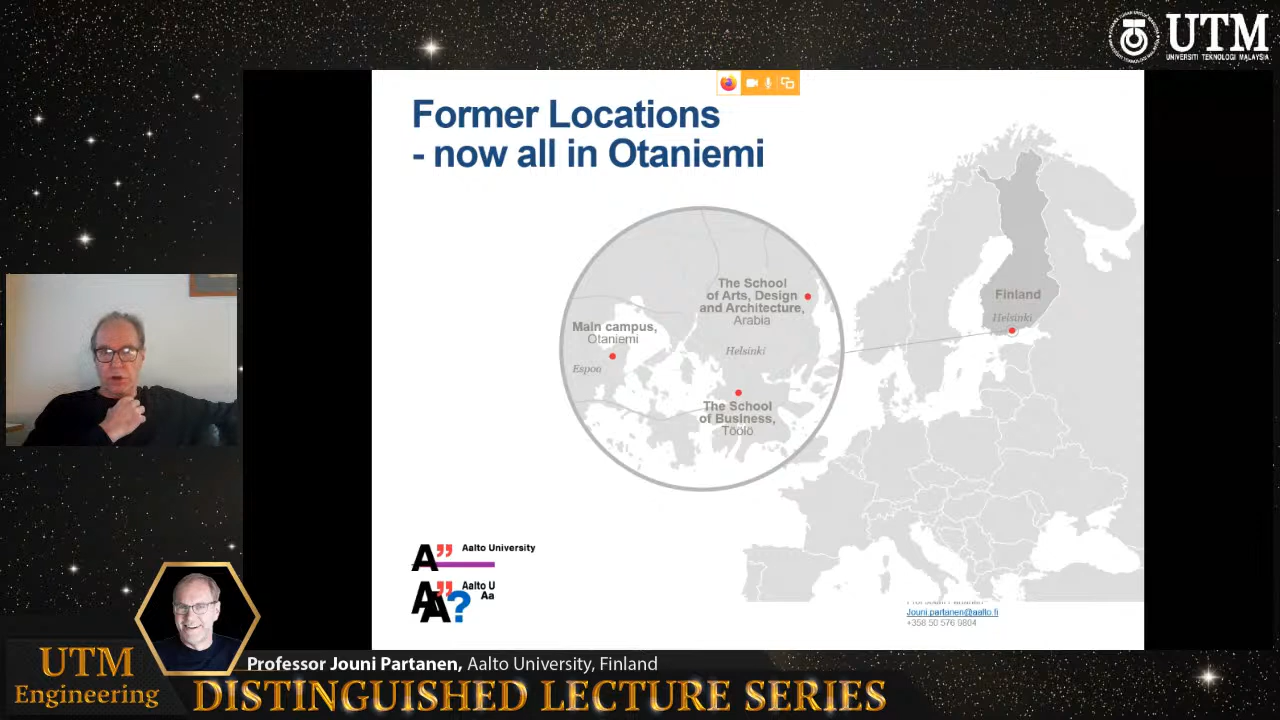 UTM
UNIVERSITI TEKNOLOGI MALAYSIA
Former Locations
- now all in Otaniemi
The School
of Arts, Design
and Architecture,
Arabia
Main campus,
Otaniemi
Helsinki
Espoo
The School
of Business,
Töölö
Finland
Helsinki
A” Aalto University
A” Aalto U
A? Aa
Jouni.partanen@aalto.fi
+358 50 576 9804
Professor Jouni Partanen, Aalto University, Finland
UTM
Engineering
DISTINGUISHED LECTURE SERIES